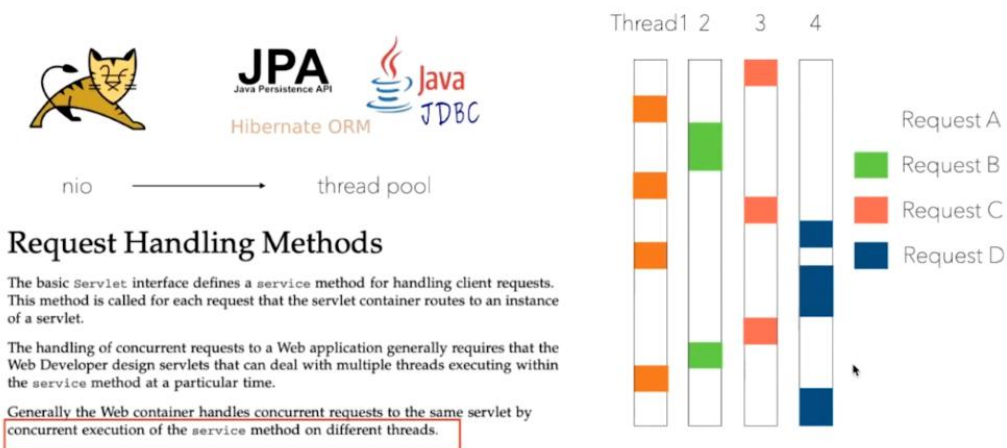 JPA
Java Persistence API
Hibernate ORM
Java
JDBC
nio
thread pool
Request Handling Methods
The basic Servlet interface defines a service method for handling client requests.
This method is called for each request that the servlet container routes to an instance
of a servlet.
The handling of concurrent requests to a Web application generally requires that the
Web Developer design servlets that can deal with multiple threads executing within
the service method at a particular time.
Generally the Web container handles concurrent requests to the same servlet by
concurrent execution of the service method on different threads.
Thread1 2 3 4
Request A
Request B
Request C
Request D